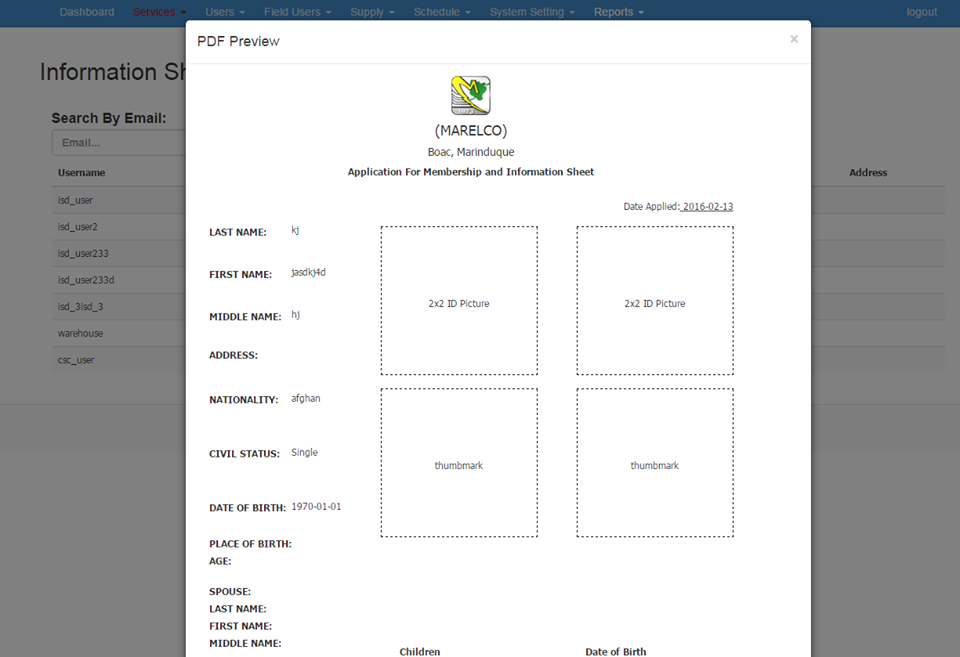 Dashboard Services Users Field Users Supply Schedule System Setting Reports logout
PDF Preview ×
Information Sh
Search By Email:
Email...
Username Address
isd_user
isd_user2
isd_user233
isd_user233d
isd_3isd_3
warehouse
csc_user
(MARELCO)
Boac, Marinduque
Application For Membership and Information Sheet
Date Applied: 2016-02-13
LAST NAME: kj
FIRST NAME: jasdkj4d
MIDDLE NAME: hj
ADDRESS:
NATIONALITY: afghan
CIVIL STATUS: Single
DATE OF BIRTH: 1970-01-01
PLACE OF BIRTH:
AGE:
SPOUSE:
LAST NAME:
FIRST NAME:
MIDDLE NAME:
2x2 ID Picture 2x2 ID Picture
thumbmark thumbmark
Children Date of Birth